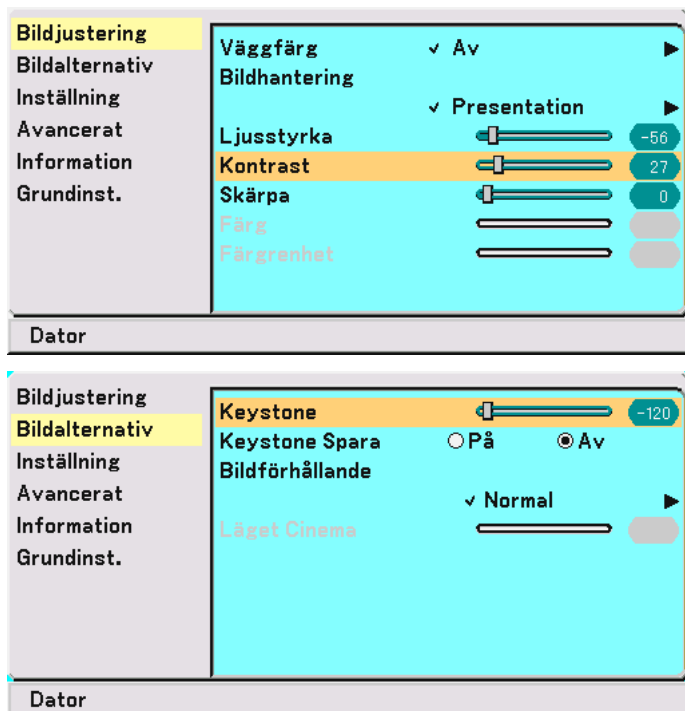 Bildjustering
Bildalternativ
Inställning
Avancerat
Information
Grundinst.
Väggfärg ✓ Av ▶
Bildhantering
✓ Presentation ▶
Ljusstyrka -56
Kontrast 27
Skärpa 0
Färg
Färgrenhet
Dator
Bildjustering
Bildalternativ
Inställning
Avancerat
Information
Grundinst.
Keystone -120
Keystone Spara På Av
Bildförhållande
✓ Normal ▶
Läget Cinema
Dator